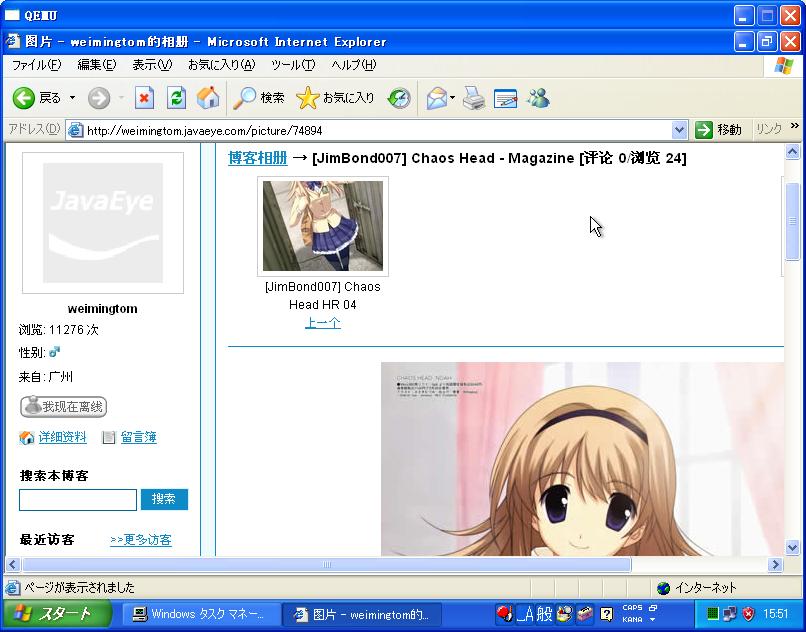 QEMU
图片 - weimingtom的相册 - Microsoft Internet Explorer
ファイル(F) 編集(E) 表示(V) お気に入り(A) ツール(T) ヘルプ(H)
戻る 検索 お気に入り
アドレス(D) http://weimingtom.javaeye.com/picture/74894 移動 リンク »
JavaEye
weimingtom
浏览: 11276 次
性别:
来自: 广州
我现在离线
详细资料 留言簿
搜索本博客
搜索
最近访客 >>更多访客
博客相册 → [JimBond007] Chaos Head - Magazine [评论 0/浏览 24]
[JimBond007] Chaos
Head HR 04
上一个
CHAOS;HEAD NOAH
ページが表示されました インターネット
スタート Windows タスク マネー... 图片 - weimingtom的... A 般 CAPS KANA 15:51